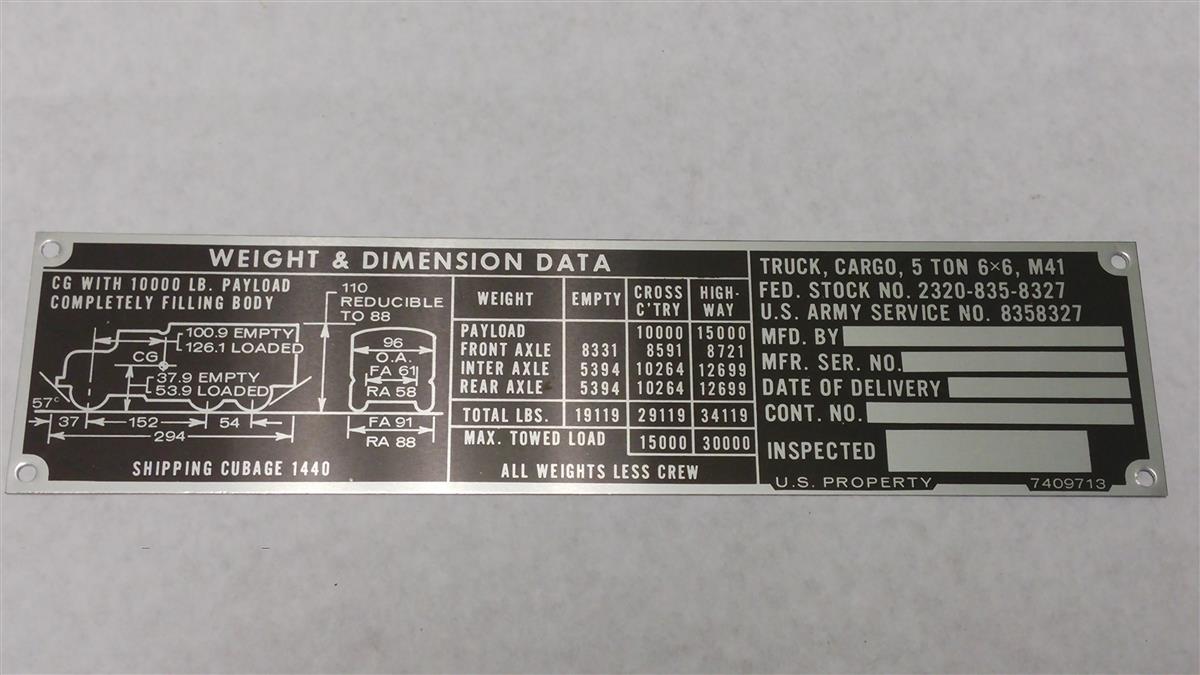 WEIGHT & DIMENSION DATA
CG WITH 10000 LB. PAYLOAD
COMPLETELY FILLING BODY
100.9 EMPTY
126.1 LOADED
CG
37.9 EMPTY
53.9 LOADED
57°
37 152 54
294
110
REDUCIBLE
TO 88
96
O.A.
FA 61
RA 58
FA 91
RA 88
SHIPPING CUBAGE 1440
WEIGHT EMPTY CROSS C'TRY HIGH-WAY
PAYLOAD 10000 15000
FRONT AXLE 8331 8591 8721
INTER AXLE 5394 10264 12699
REAR AXLE 5394 10264 12699
TOTAL LBS. 19119 29119 34119
MAX. TOWED LOAD 15000 30000
ALL WEIGHTS LESS CREW
TRUCK, CARGO, 5 TON 6×6, M41
FED. STOCK NO. 2320-835-8327
U.S. ARMY SERVICE NO. 8358327
MFD. BY
MFR. SER. NO.
DATE OF DELIVERY
CONT. NO.
INSPECTED
U.S. PROPERTY 7409713